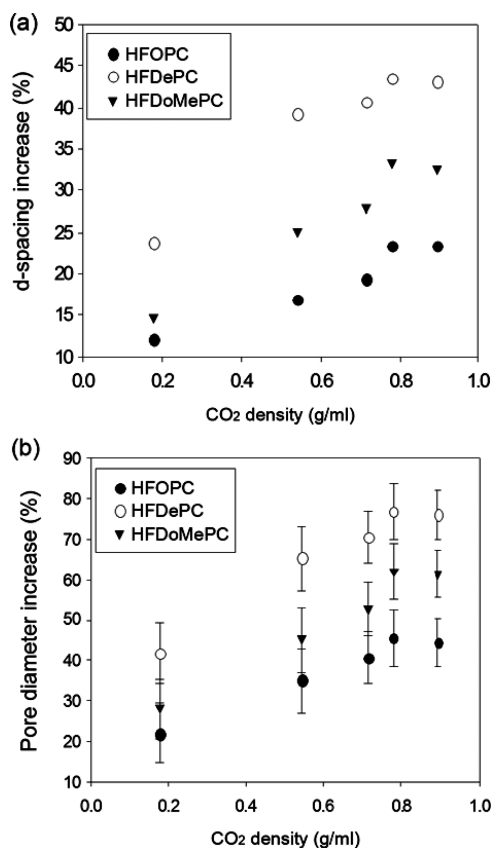 (a)
50
45
40
35
30
25
20
15
10
d-spacing increase (%)
HFOPC
HFDePC
HFDoMePC
0.0 0.2 0.4 0.6 0.8 1.0
CO2 density (g/ml)
(b)
90
80
70
60
50
40
30
20
10
Pore diameter increase (%)
HFOPC
HFDePC
HFDoMePC
0.0 0.2 0.4 0.6 0.8 1.0
CO2 density (g/ml)